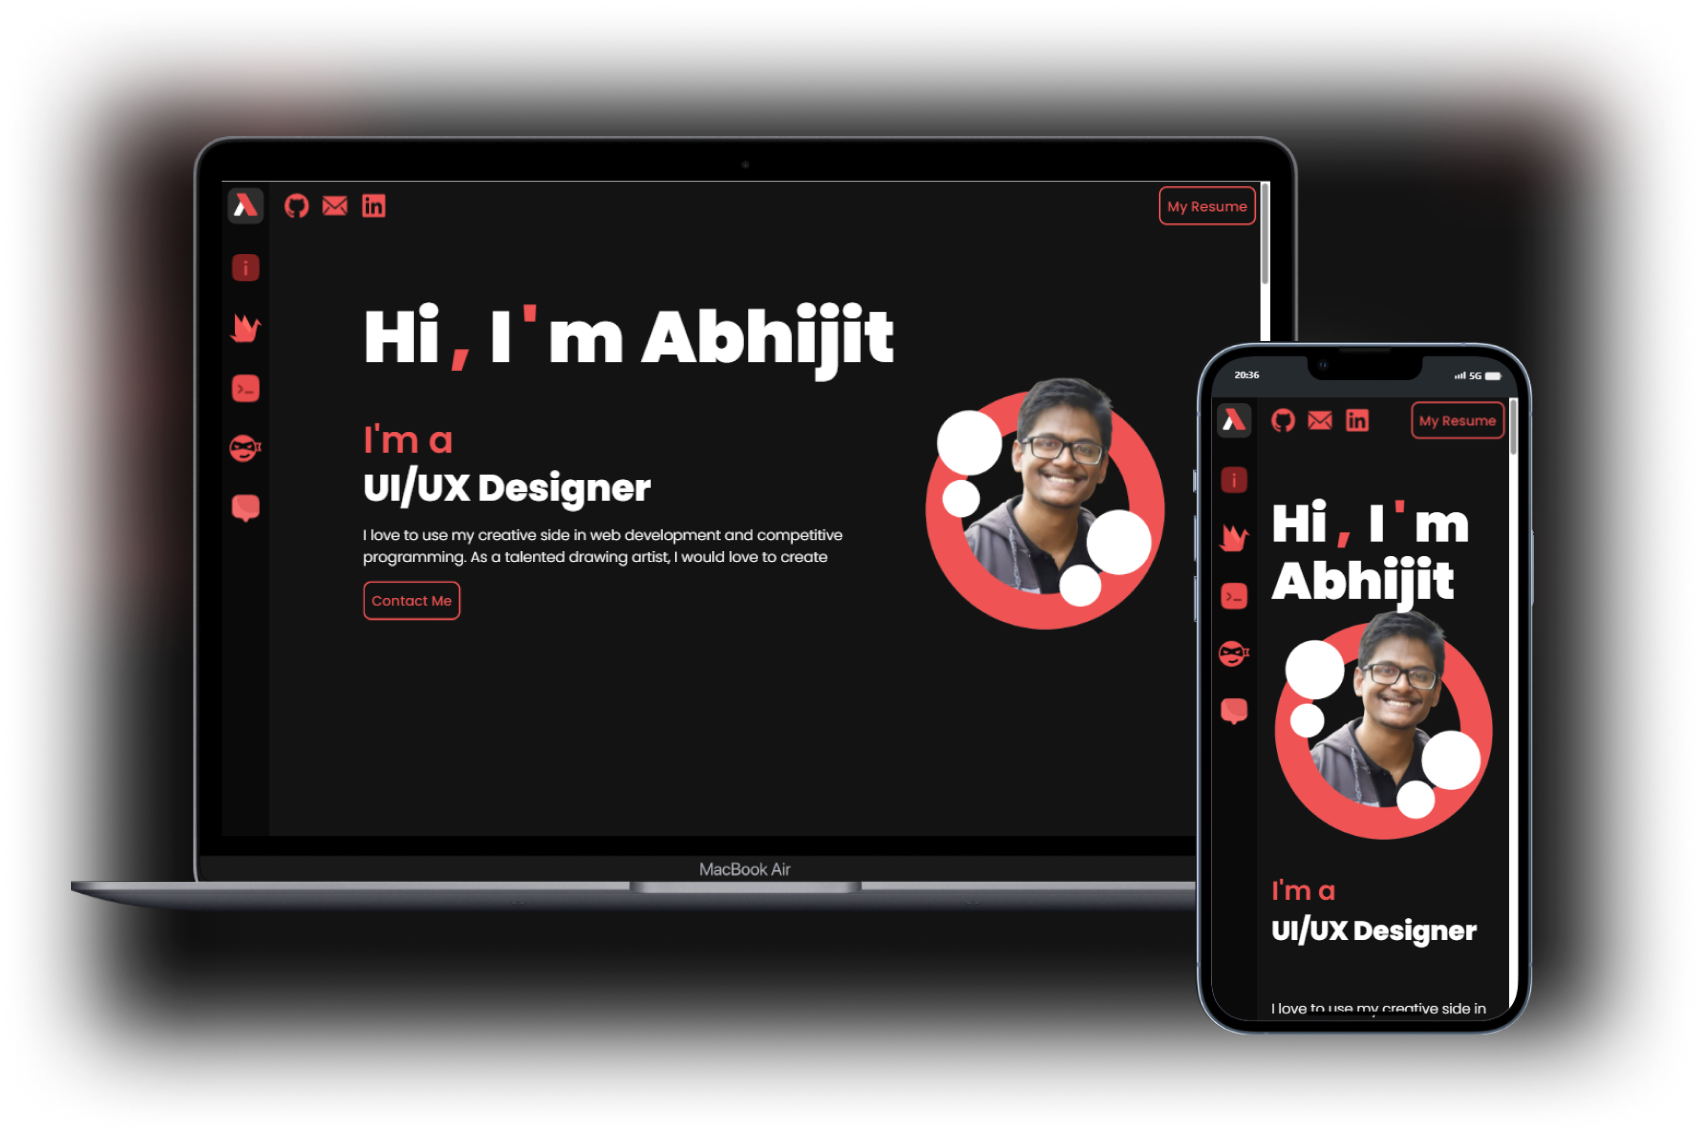 My Resume
Hi, I'm Abhijit
I'm a
UI/UX Designer
I love to use my creative side in web development and competitive
programming. As a talented drawing artist, I would love to create
Contact Me
MacBook Air
20:36
5G
My Resume
Hi, I'm
Abhijit
I'm a
UI/UX Designer
I love to use my creative side in